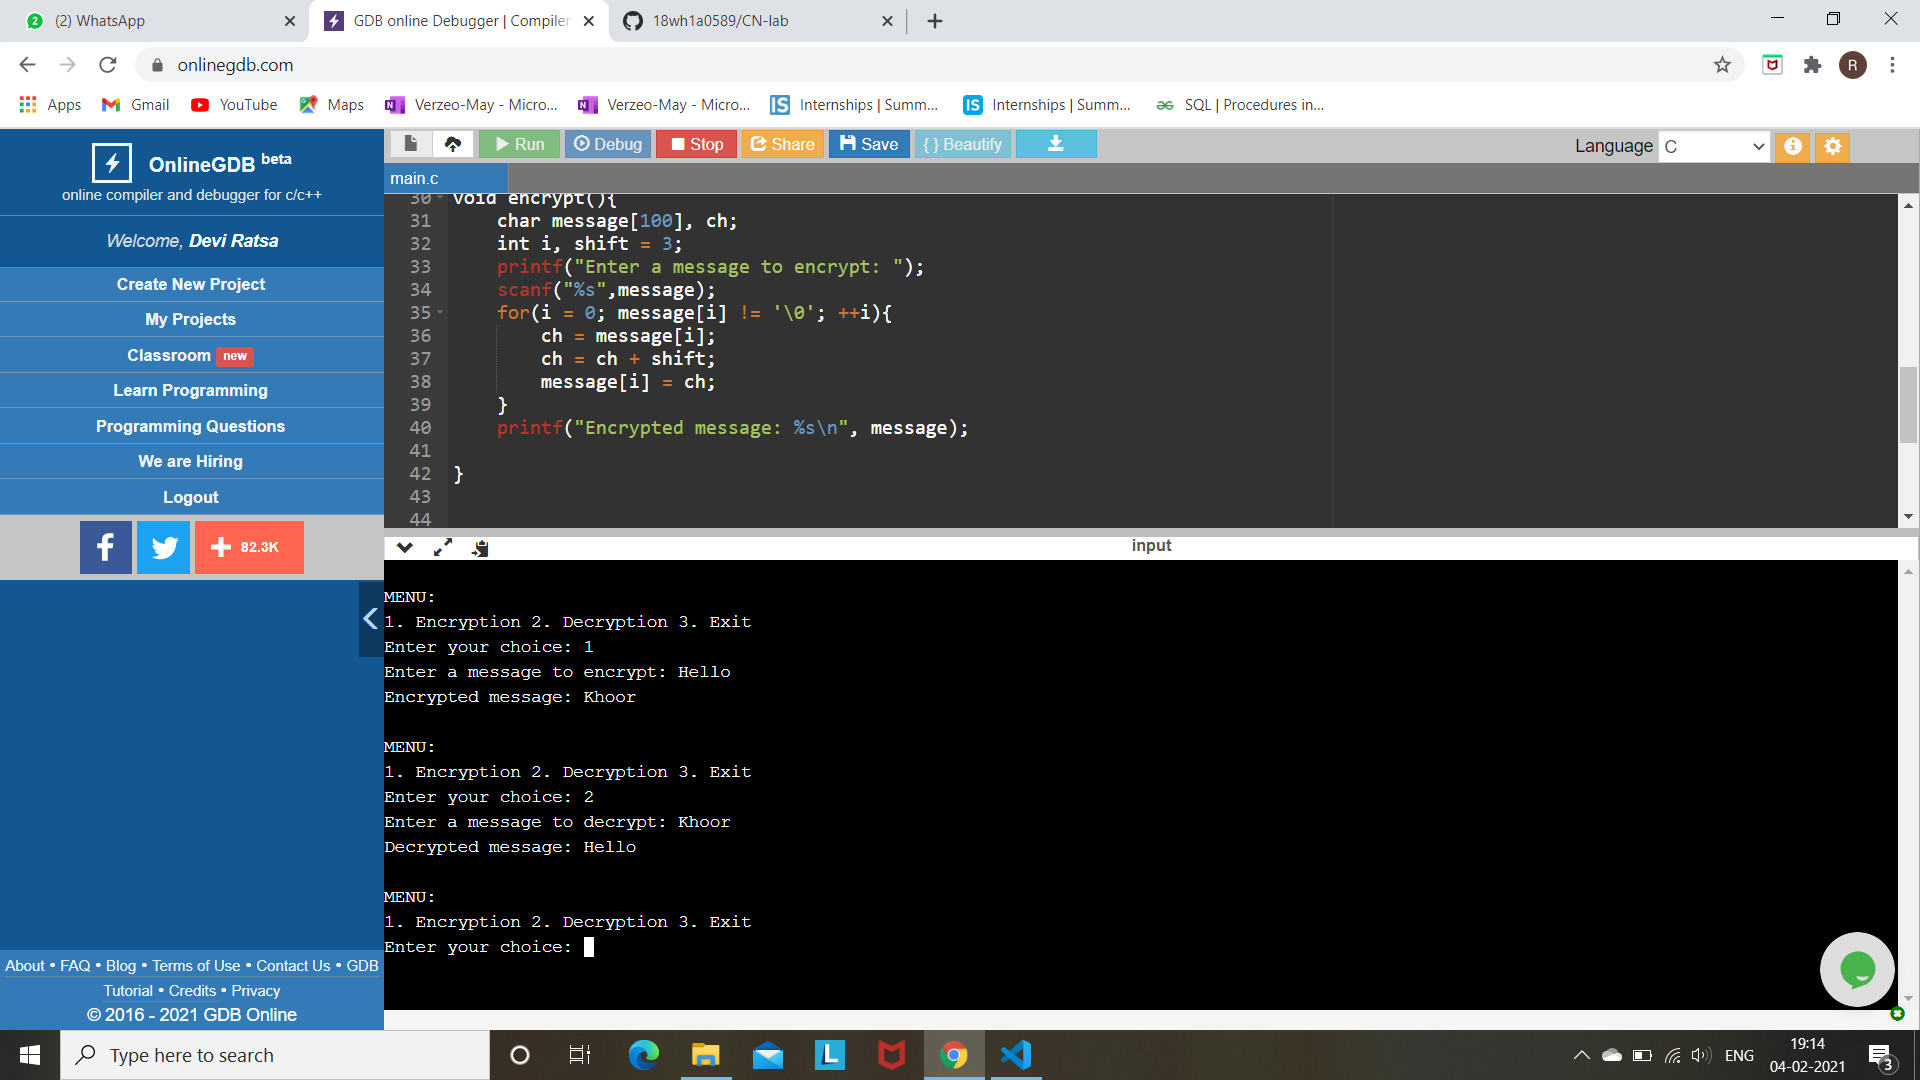 (2) WhatsApp
GDB online Debugger | Compiler
18wh1a0589/CN-lab
onlinegdb.com
R
Apps
Gmail
YouTube
Maps
Verzeo-May - Micro...
Verzeo-May - Micro...
Internships | Summ...
Internships | Summ...
SQL | Procedures in...
OnlineGDB beta
online compiler and debugger for c/c++
Welcome, Devi Ratsa
Create New Project
My Projects
Classroom new
Learn Programming
Programming Questions
We are Hiring
Logout
82.3K
About • FAQ • Blog • Terms of Use • Contact Us • GDB
Tutorial • Credits • Privacy
© 2016 - 2021 GDB Online
Run
Debug
Stop
Share
Save
{ } Beautify
Language C
main.c
30 void encrypt(){
31 char message[100], ch;
32 int i, shift = 3;
33 printf("Enter a message to encrypt: ");
34 scanf("%s",message);
35 for(i = 0; message[i] != '\0'; ++i){
36 ch = message[i];
37 ch = ch + shift;
38 message[i] = ch;
39 }
40 printf("Encrypted message: %s\n", message);
41
42 }
43
44
input
MENU:
1. Encryption 2. Decryption 3. Exit
Enter your choice: 1
Enter a message to encrypt: Hello
Encrypted message: Khoor
MENU:
1. Encryption 2. Decryption 3. Exit
Enter your choice: 2
Enter a message to decrypt: Khoor
Decrypted message: Hello
MENU:
1. Encryption 2. Decryption 3. Exit
Enter your choice:
Type here to search
ENG
19:14
04-02-2021
3